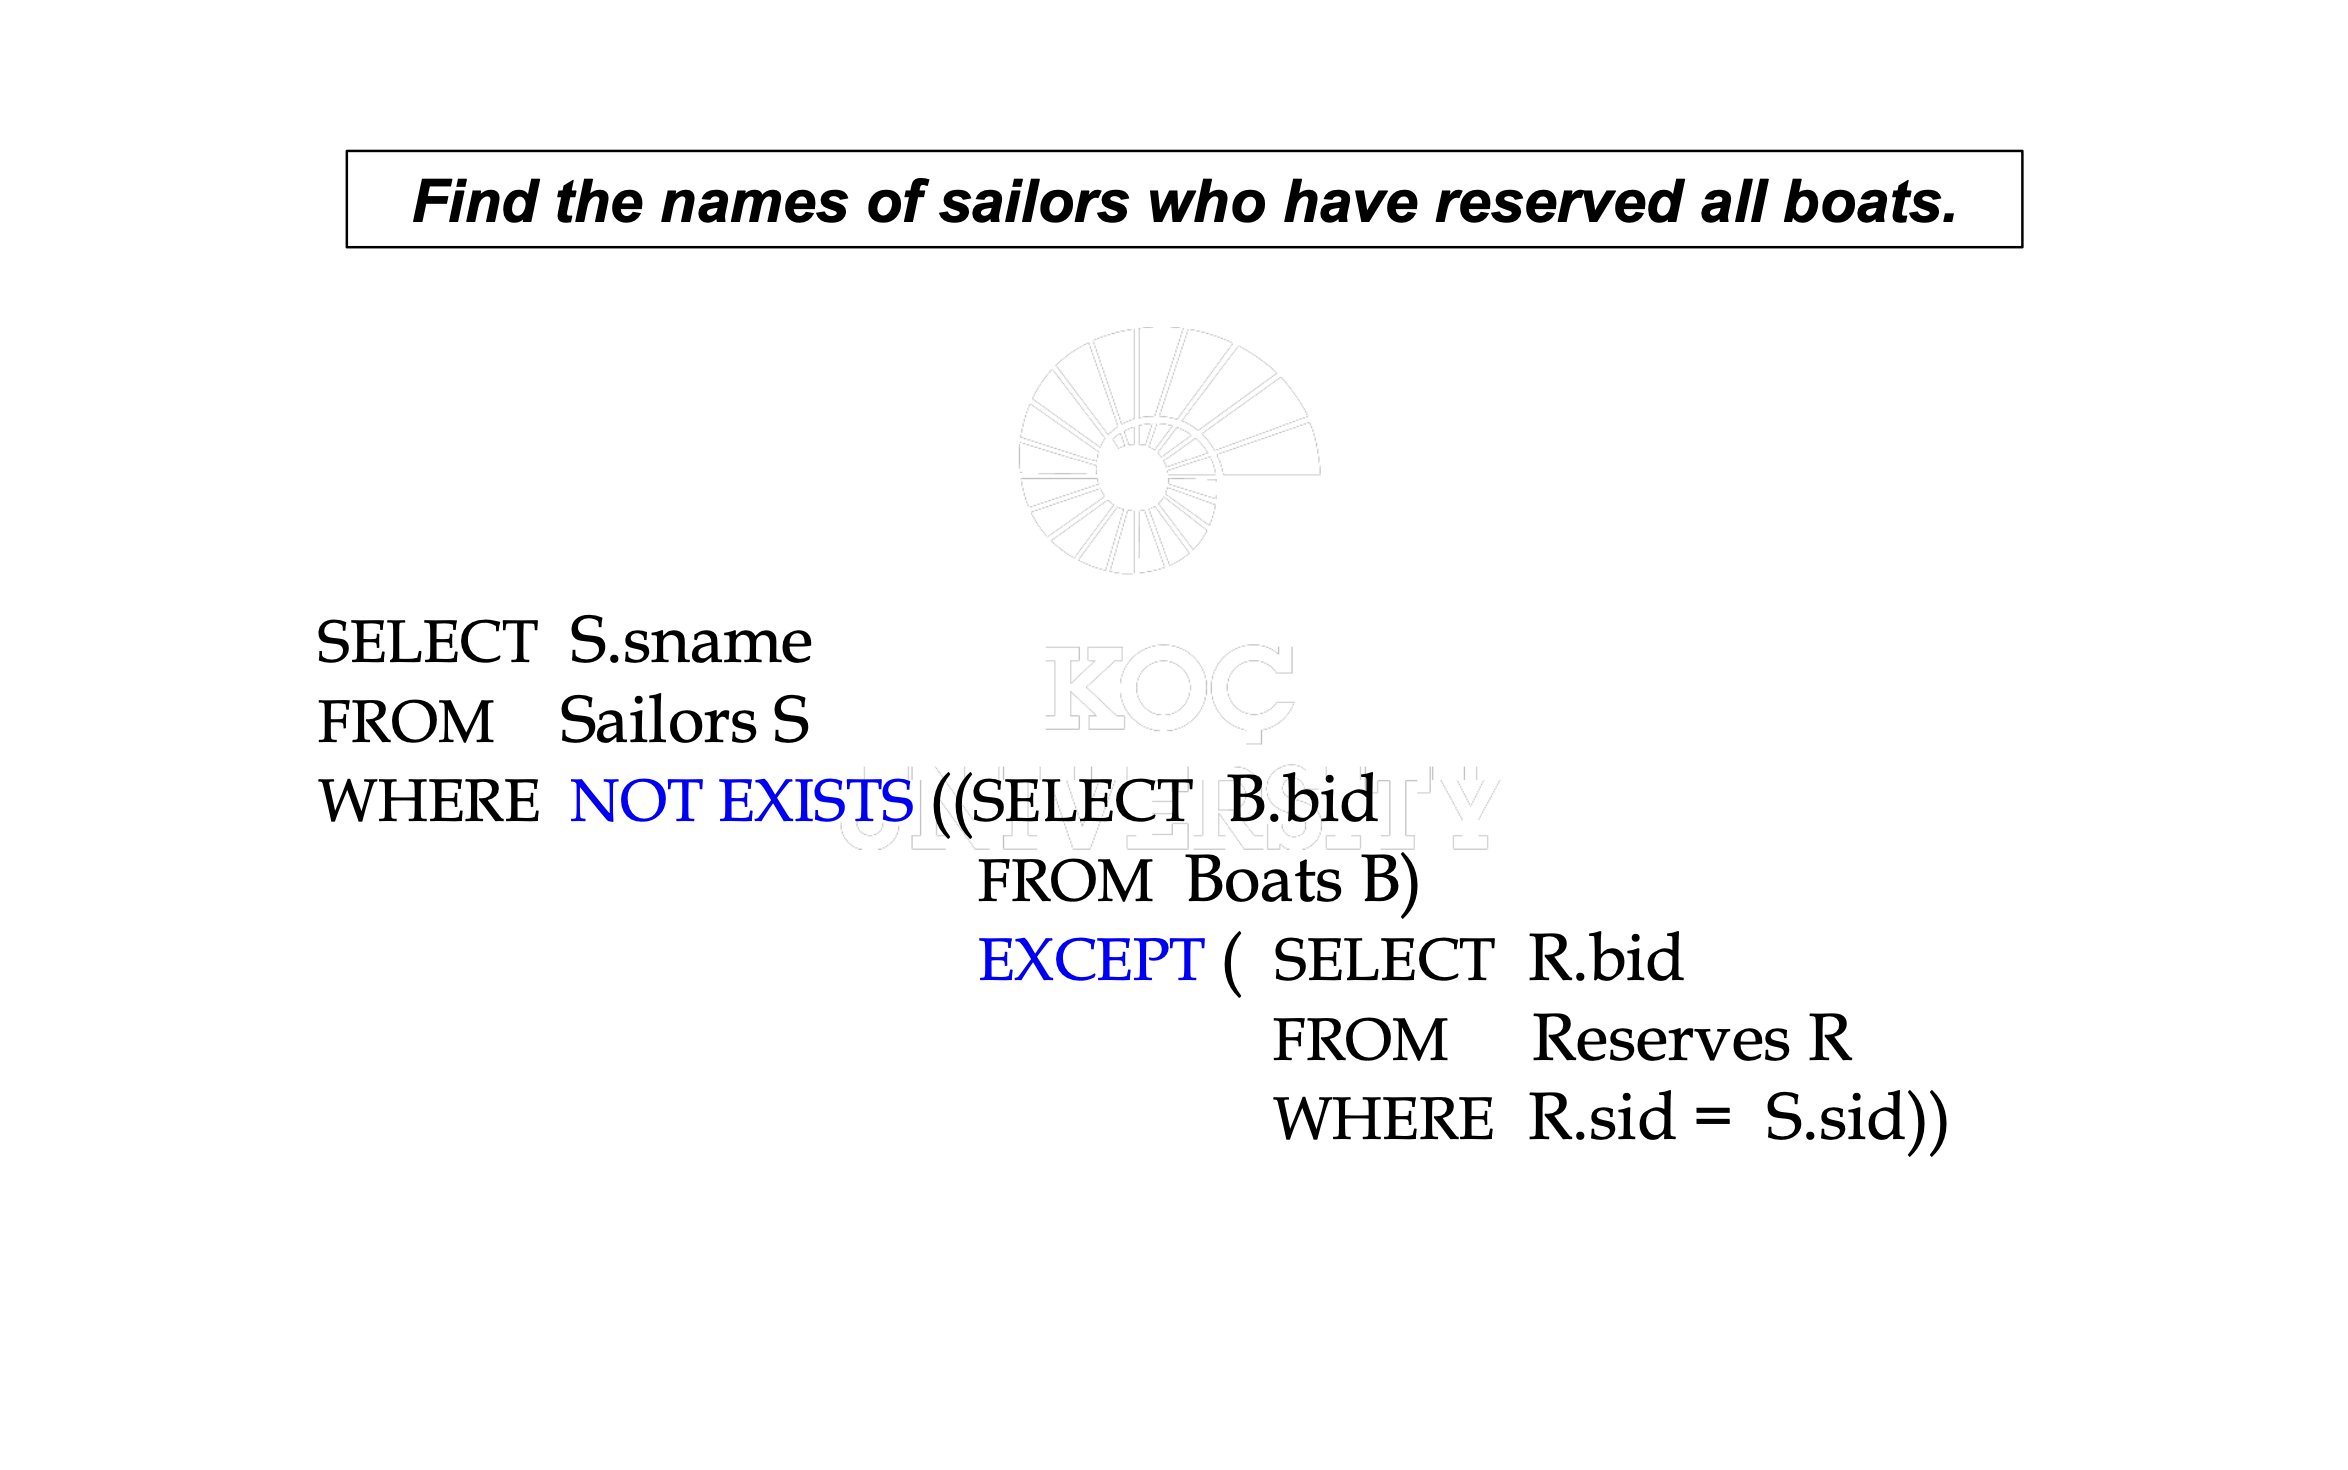 Find the names of sailors who have reserved all boats.
KOÇ
UNIVERSITY
SELECT S.sname
FROM Sailors S
WHERE NOT EXISTS ((SELECT B.bid
FROM Boats B)
EXCEPT ( SELECT R.bid
FROM Reserves R
WHERE R.sid = S.sid))